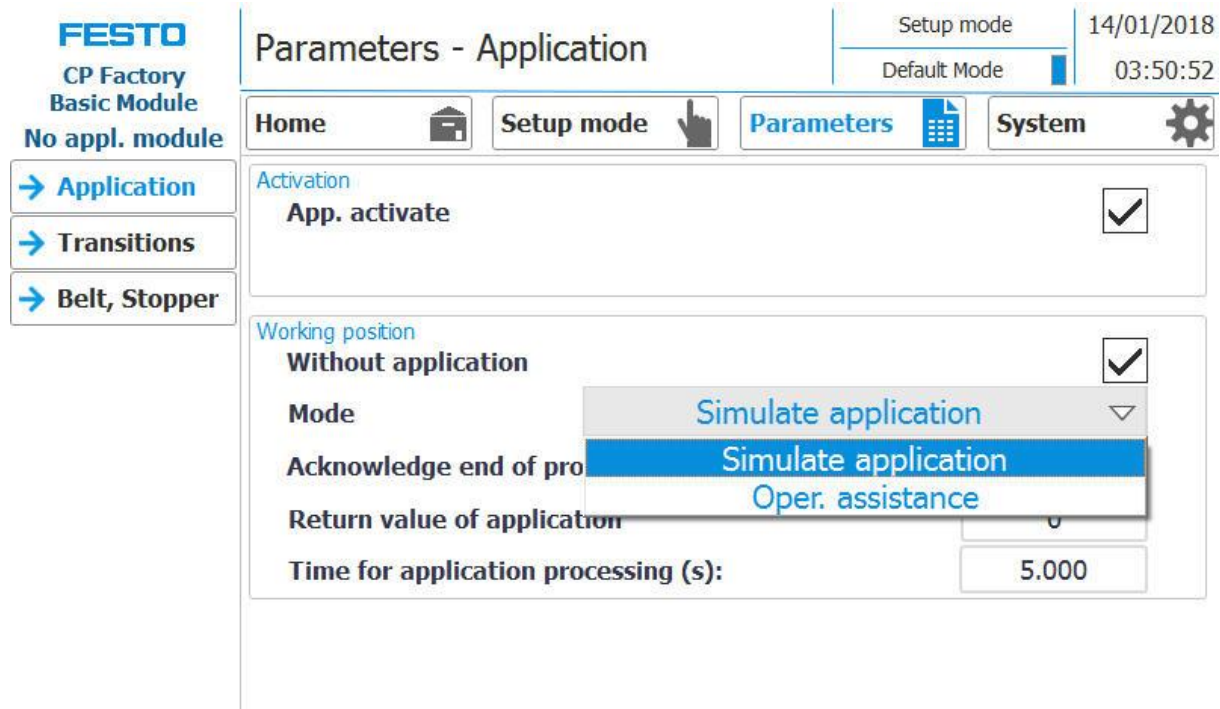 FESTO
CP Factory
Basic Module
No appl. module
Parameters - Application
Setup mode
Default Mode
14/01/2018
03:50:52
Home
Setup mode
Parameters
System
Application
Transitions
Belt, Stopper
Activation
App. activate
Working position
Without application
Mode
Simulate application
Simulate application
Oper. assistance
Acknowledge end of pro
Return value of application
0
Time for application processing (s):
5.000